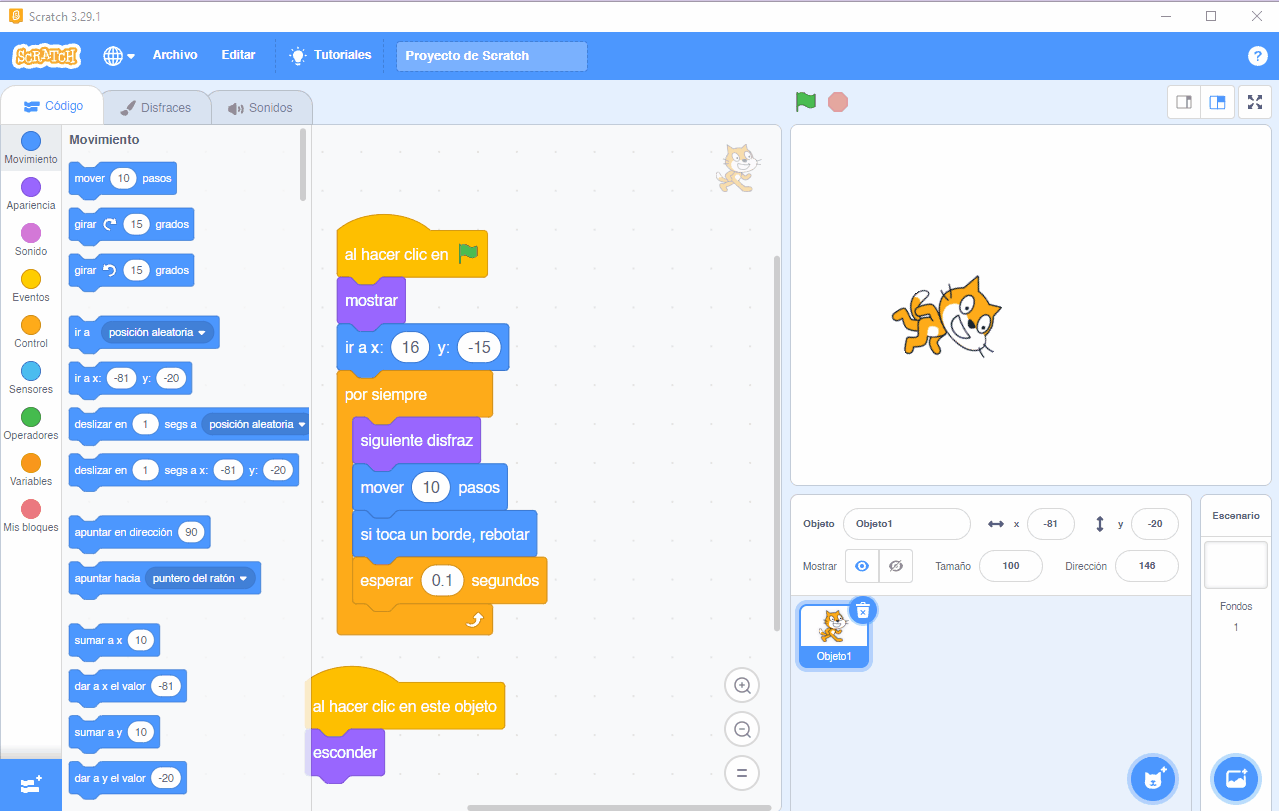 Scratch 3.29.1
SCRATCH
Archivo
Editar
Tutoriales
Proyecto de Scratch
?
Código
Disfraces
Sonidos
Movimiento
Apariencia
Sonido
Eventos
Control
Sensores
Operadores
Variables
Mis bloques
Movimiento
mover 10 pasos
girar 15 grados
girar 15 grados
ir a posición aleatoria
ir a x: -81 y: -20
deslizar en 1 segs a posición aleatoria
deslizar en 1 segs a x: -81 y: -20
apuntar en dirección 90
apuntar hacia puntero del ratón
sumar a x 10
dar a x el valor -81
sumar a y 10
dar a y el valor -20
al hacer clic en
mostrar
ir a x: 16 y: -15
por siempre
siguiente disfraz
mover 10 pasos
si toca un borde, rebotar
esperar 0.1 segundos
al hacer clic en este objeto
esconder
Objeto Objeto1 x -81 y -20
Mostrar Tamaño 100 Dirección 146
Objeto1
Escenario
Fondos
1